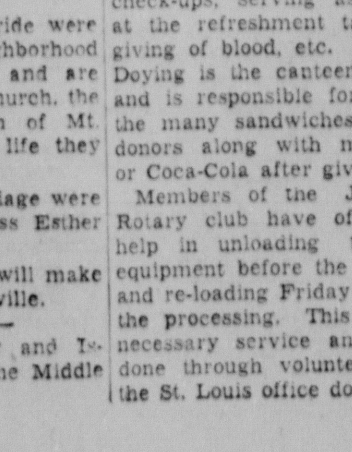 ride were
hborhood
and are
hurch, the
of Mt.
life they
iage were
ss Esther
will make
ville.
and Is-
he Middle
check-ups, serving as
at the refreshment ta
giving of blood, etc.
Doying is the canteen
and is responsible for
the many sandwiches
donors along with m
or Coca-Cola after giv
Members of the J
Rotary club have of
help in unloading
equipment before the
and re-loading Friday
the processing. This
necessary service an
done through volunte
the St. Louis office do